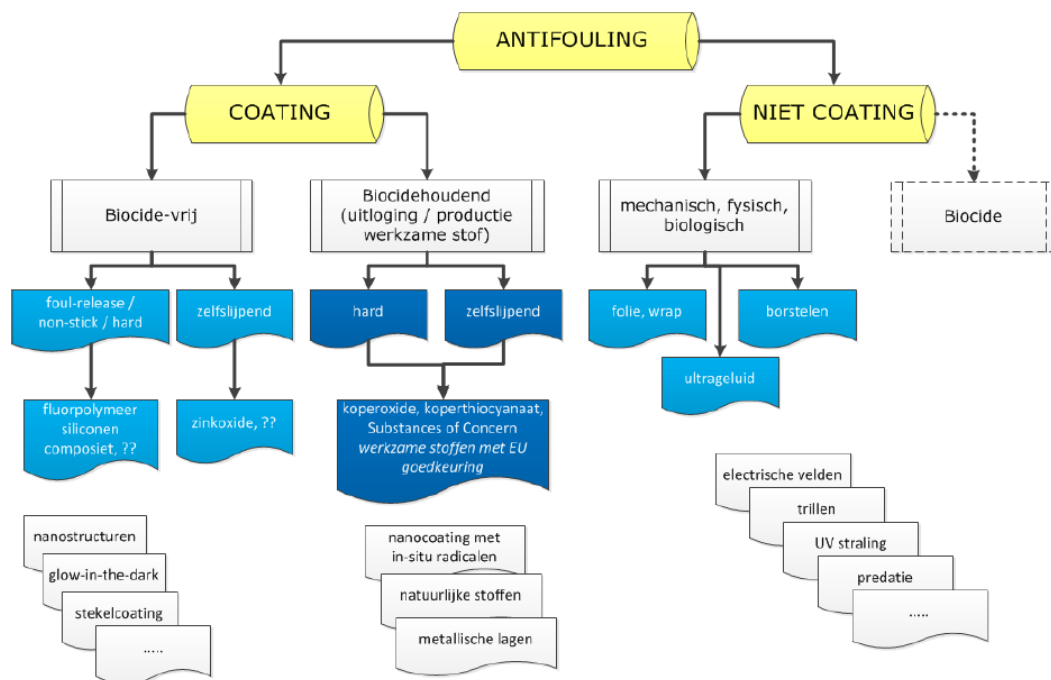 ANTIFOULING
COATING
NIET COATING
Biocide-vrij
Biocidehoudend
(uitloging / productie
werkzame stof)
mechanisch, fysisch,
biologisch
Biocide
foul-release /
non-stick / hard
zelfslijpend
hard
zelfslijpend
folie, wrap
borstelen
ultrageluid
fluorpolymeer
siliconen
composiet, ??
zinkoxide, ??
koperoxide, koperthiocyanaat,
Substances of Concern
werkzame stoffen met EU
goedkeuring
nanostructuren
glow-in-the-dark
stekelcoating
.....
nanocoating met
in-situ radicalen
natuurlijke stoffen
metallische lagen
electrische velden
trillen
UV straling
predatie
.....